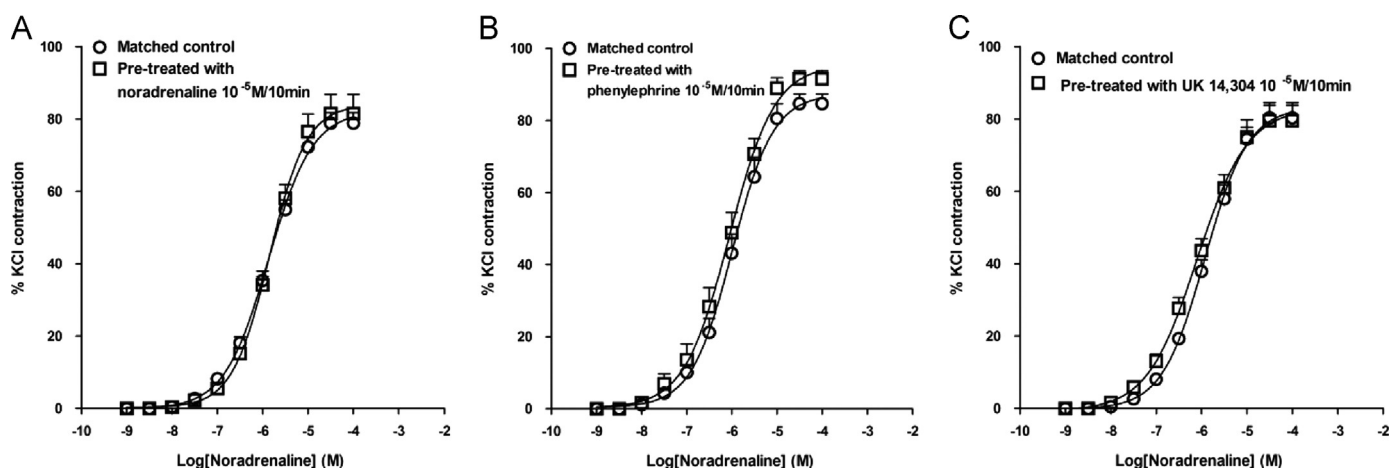 A
Matched control
Pre-treated with
noradrenaline 10⁻⁵M/10min
% KCl contraction
100
80
60
40
20
0
-10 -9 -8 -7 -6 -5 -4 -3 -2
Log[Noradrenaline] (M)
B
Matched control
Pre-treated with
phenylephrine 10⁻⁵M/10min
% KCl contraction
100
80
60
40
20
0
-10 -9 -8 -7 -6 -5 -4 -3 -2
Log[Noradrenaline] (M)
C
Matched control
Pre-treated with UK 14,304 10⁻⁵M/10min
% KCl contraction
100
80
60
40
20
0
-10 -9 -8 -7 -6 -5 -4 -3 -2
Log[Noradrenaline] (M)